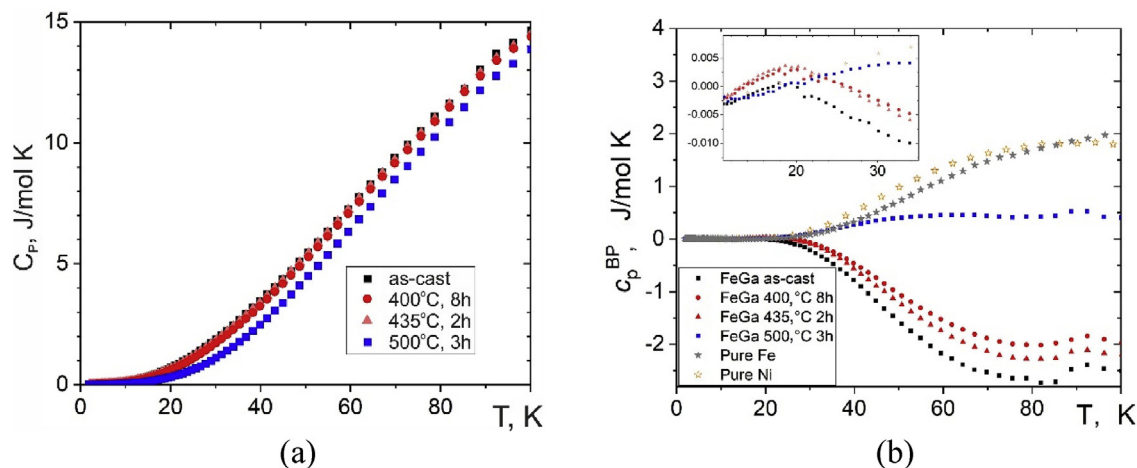 15
10
5
0
C_P, J/mol K
as-cast
400°C, 8h
435°C, 2h
500°C, 3h
0 20 40 60 80 100
T, K
(a)
4
3
2
1
0
-1
-2
c_p^BP, J/mol K
0.005
0.000
-0.005
-0.010
20 30
FeGa as-cast
FeGa 400,°C 8h
FeGa 435,°C 2h
FeGa 500,°C 3h
Pure Fe
Pure Ni
0 20 40 60 80 100
T, K
(b)